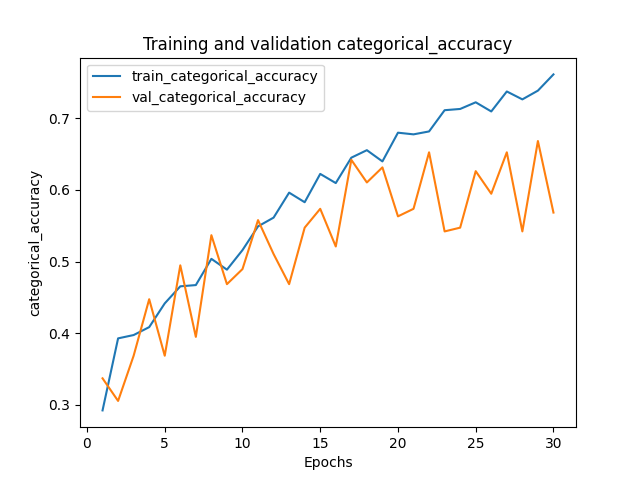 Training and validation categorical_accuracy
train_categorical_accuracy
val_categorical_accuracy
categorical_accuracy
0.7
0.6
0.5
0.4
0.3
0 5 10 15 20 25 30
Epochs